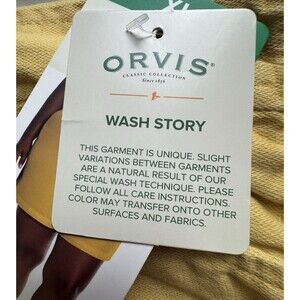 XL
ORVIS®
CLASSIC COLLECTION
Since 1856
WASH STORY
THIS GARMENT IS UNIQUE. SLIGHT
VARIATIONS BETWEEN GARMENTS
ARE A NATURAL RESULT OF OUR
SPECIAL WASH TECHNIQUE. PLEASE
FOLLOW ALL CARE INSTRUCTIONS.
COLOR MAY TRANSFER ONTO OTHER
SURFACES AND FABRICS.